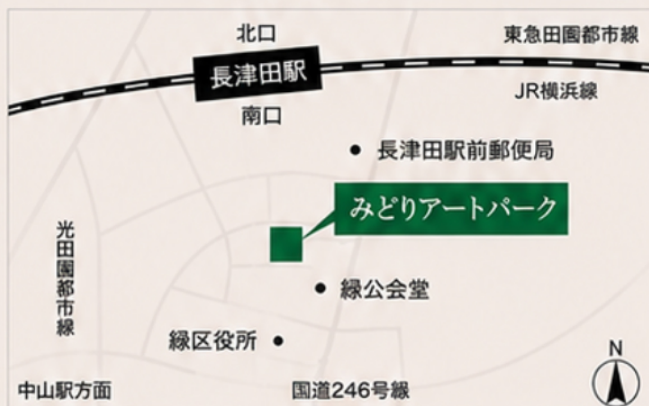 北口
東急田園都市線
長津田駅
JR横浜線
南口
長津田駅前郵便局
みどりアートパーク
光田園都市線
緑公会堂
緑区役所
中山駅方面
国道246号線
N